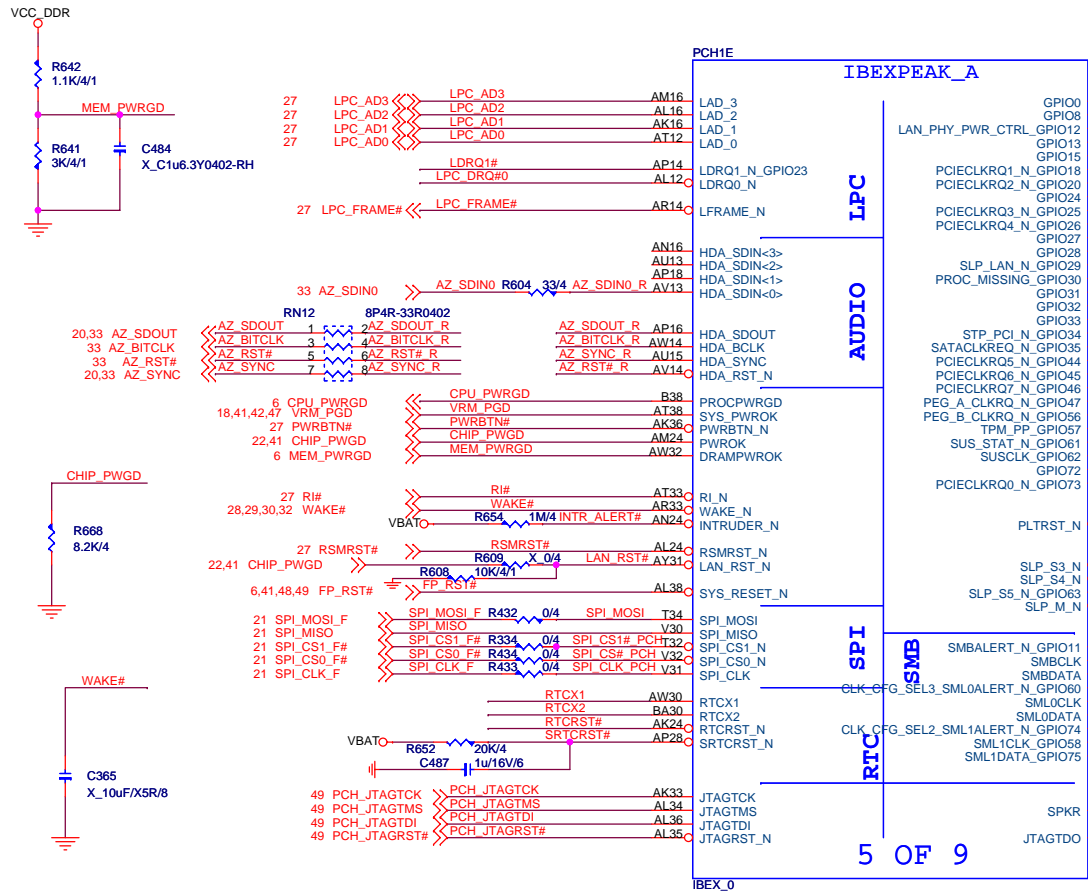 VCC_DDR
R642
1.1K/4/1
MEM_PWRGD
R641
3K/4/1
C484
X_C1u6.3Y0402-RH
CHIP_PWGD
R668
8.2K/4
WAKE#
C365
X_10uF/X5R/8
PCH1E
IBEXPEAK_A
27 LPC_AD3 LPC_AD3 AM16 LAD_3
27 LPC_AD2 LPC_AD2 AL16 LAD_2
27 LPC_AD1 LPC_AD1 AK16 LAD_1
27 LPC_AD0 LPC_AD0 AT12 LAD_0
LDRQ1# AP14 LDRQ1_N_GPIO23
LPC_DRQ#0 AL12 LDRQ0_N
27 LPC_FRAME# LPC_FRAME# AR14 LFRAME_N
LPC
AN16 HDA_SDIN<3>
AU13 HDA_SDIN<2>
AP18 HDA_SDIN<1>
33 AZ_SDIN0 AZ_SDIN0 R604 33/4 AZ_SDIN0_R AV13 HDA_SDIN<0>
RN12 8P4R-33R0402
20,33 AZ_SDOUT AZ_SDOUT 1 2 AZ_SDOUT_R
33 AZ_BITCLK AZ_BITCLK 3 4 AZ_BITCLK_R
33 AZ_RST# AZ_RST# 5 6 AZ_RST#_R
20,33 AZ_SYNC AZ_SYNC 7 8 AZ_SYNC_R
AZ_SDOUT_R AP16 HDA_SDOUT
AZ_BITCLK_R AW14 HDA_BCLK
AZ_SYNC_R AU15 HDA_SYNC
AZ_RST#_R AV14 HDA_RST_N
AUDIO
6 CPU_PWRGD CPU_PWRGD B38 PROCPWRGD
18,41,42,47 VRM_PGD VRM_PGD AT38 SYS_PWROK
27 PWRBTN# PWRBTN# AK36 PWRBTN_N
22,41 CHIP_PWGD CHIP_PWGD AM24 PWROK
6 MEM_PWRGD MEM_PWRGD AW32 DRAMPWROK
27 RI# RI# AT33 RI_N
28,29,30,32 WAKE# WAKE# AR33 WAKE_N
VBAT R654 1M/4 INTR_ALERT# AN24 INTRUDER_N
27 RSMRST# RSMRST# AL24 RSMRST_N
22,41 CHIP_PWGD R609 X_0/4 LAN_RST# AY31 LAN_RST_N
R608 10K/4/1
6,41,48,49 FP_RST# FP_RST# AL38 SYS_RESET_N
21 SPI_MOSI_F SPI_MOSI_F R432 0/4 SPI_MOSI T34 SPI_MOSI
21 SPI_MISO SPI_MISO V30 SPI_MISO
21 SPI_CS1_F# SPI_CS1_F# R334 0/4 SPI_CS1#_PCH T32 SPI_CS1_N
21 SPI_CS0_F# SPI_CS0_F# R434 0/4 SPI_CS#_PCH V32 SPI_CS0_N
21 SPI_CLK_F SPI_CLK_F R433 0/4 SPI_CLK_PCH V31 SPI_CLK
SPI
SMB
RTCX1 AW30 RTCX1
RTCX2 BA30 RTCX2
RTCRST# AK24 RTCRST_N
VBAT R652 20K/4 SRTCRST# AP28 SRTCRST_N
C487 1u/16V/6
RTC
49 PCH_JTAGTCK PCH_JTAGTCK AK33 JTAGTCK
49 PCH_JTAGTMS PCH_JTAGTMS AL34 JTAGTMS
49 PCH_JTAGTDI PCH_JTAGTDI AL36 JTAGTDI
49 PCH_JTAGRST# PCH_JTAGRST# AL35 JTAGRST_N
GPIO0
GPIO8
LAN_PHY_PWR_CTRL_GPIO12
GPIO13
GPIO15
PCIECLKRQ1_N_GPIO18
PCIECLKRQ2_N_GPIO20
GPIO24
PCIECLKRQ3_N_GPIO25
PCIECLKRQ4_N_GPIO26
GPIO27
GPIO28
SLP_LAN_N_GPIO29
PROC_MISSING_GPIO30
GPIO31
GPIO32
GPIO33
STP_PCI_N_GPIO34
SATACLKREQ_N_GPIO35
PCIECLKRQ5_N_GPIO44
PCIECLKRQ6_N_GPIO45
PCIECLKRQ7_N_GPIO46
PEG_A_CLKRQ_N_GPIO47
PEG_B_CLKRQ_N_GPIO56
TPM_PP_GPIO57
SUS_STAT_N_GPIO61
SUSCLK_GPIO62
GPIO72
PCIECLKRQ0_N_GPIO73
PLTRST_N
SLP_S3_N
SLP_S4_N
SLP_S5_N_GPIO63
SLP_M_N
SMBALERT_N_GPIO11
SMBCLK
SMBDATA
CLK_CFG_SEL3_SML0ALERT_N_GPIO60
SML0CLK
SML0DATA
CLK_CFG_SEL2_SML1ALERT_N_GPIO74
SML1CLK_GPIO58
SML1DATA_GPIO75
SPKR
JTAGTDO
5 OF 9
IBEX_0